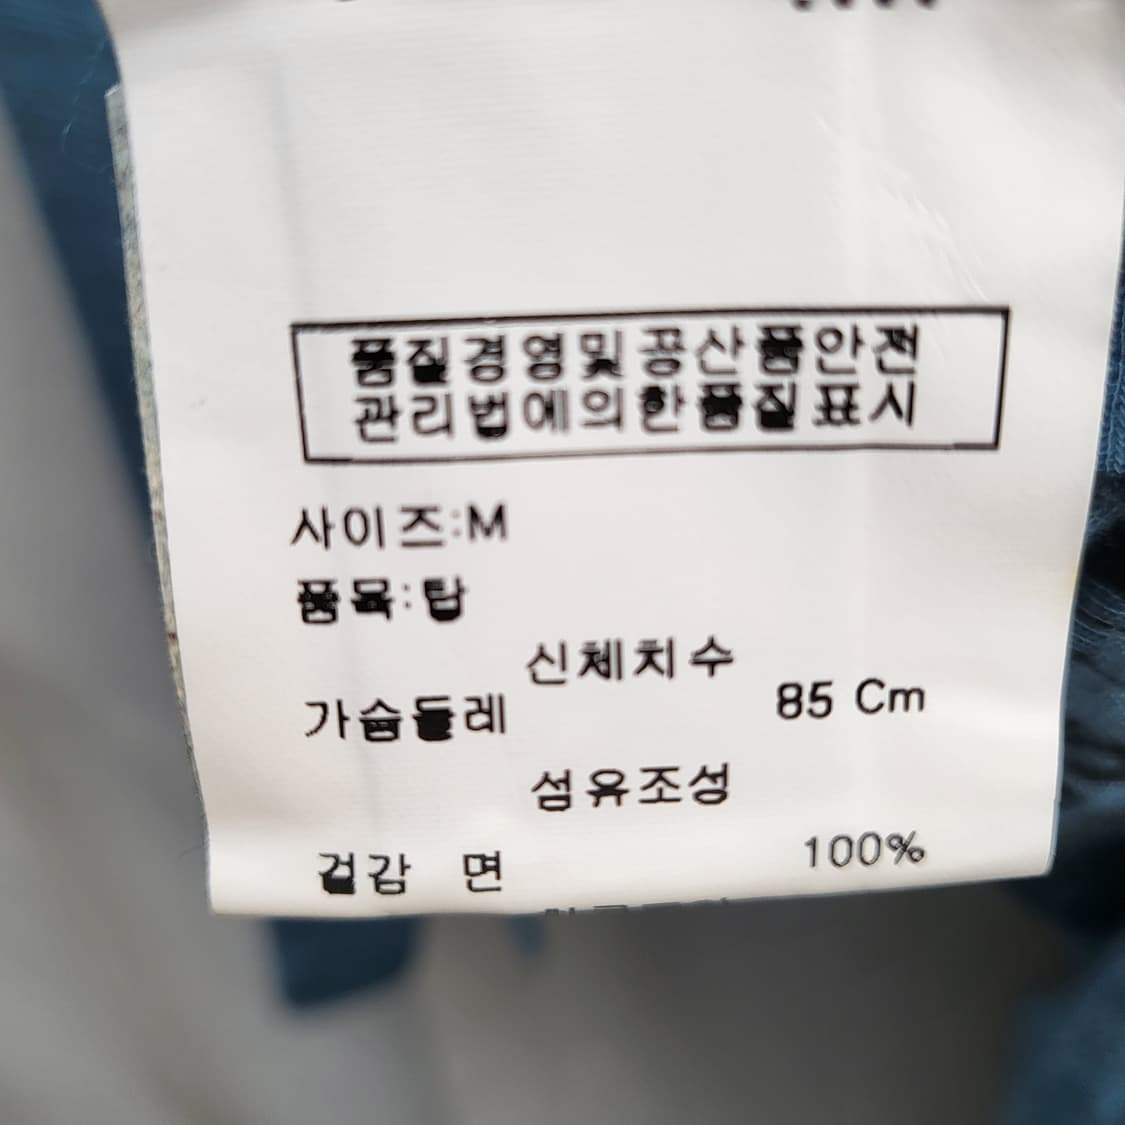 품질경영및공산품안전
관리법에의한품질표시
사이즈:M
품목:탑
신체치수
가슴둘레 85 Cm
섬유조성
겉감 면 100%